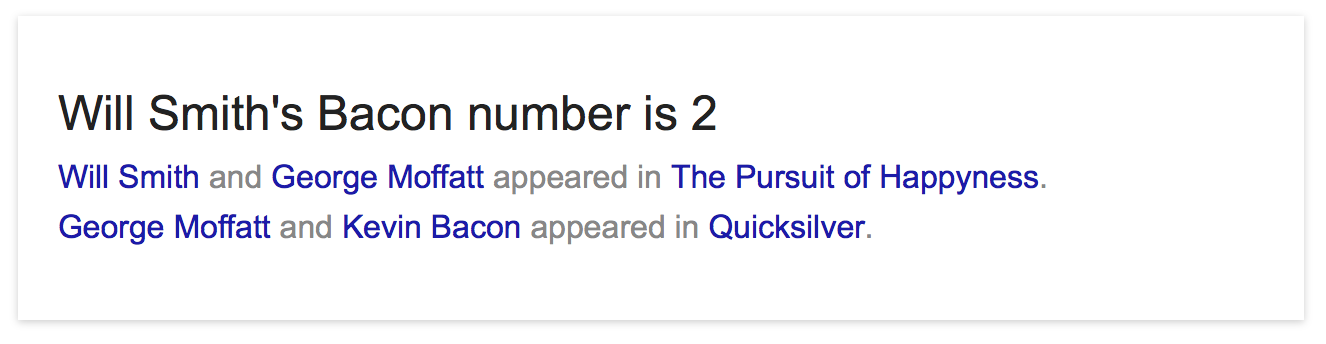 Will Smith's Bacon number is 2
Will Smith and George Moffatt appeared in The Pursuit of Happyness.
George Moffatt and Kevin Bacon appeared in Quicksilver.